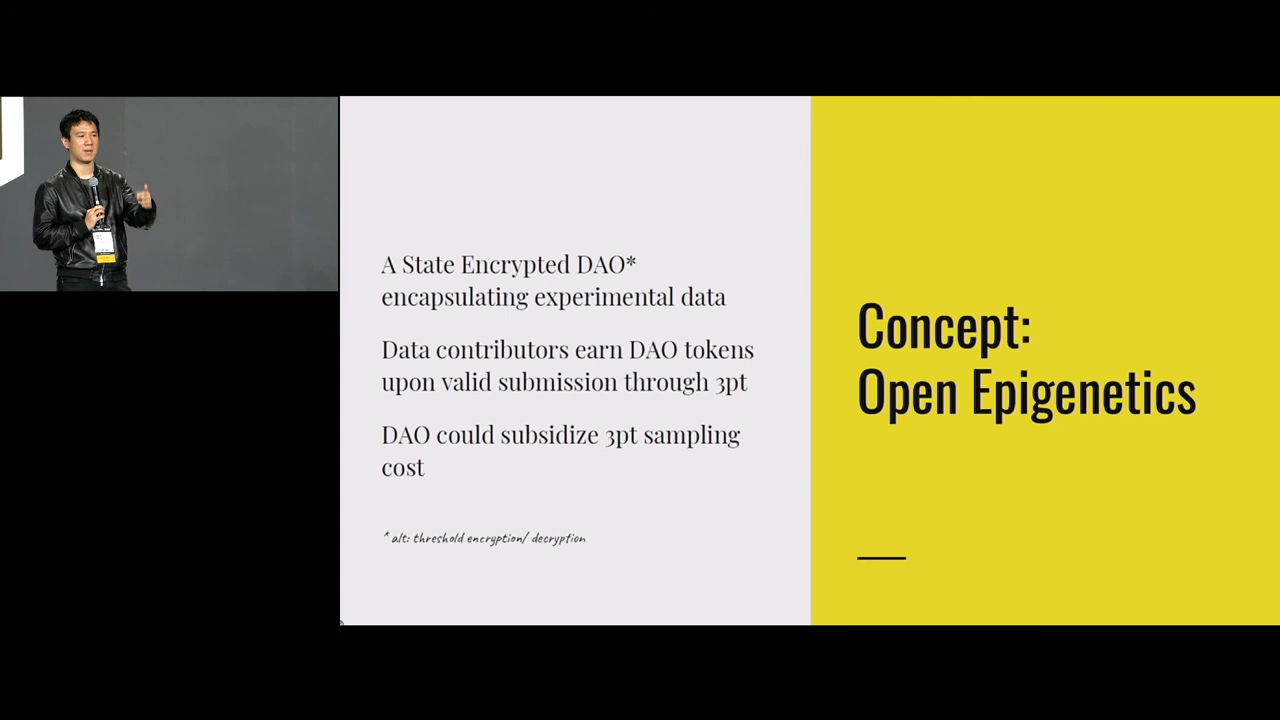 A State Encrypted DAO*
encapsulating experimental data
Data contributors earn DAO tokens
upon valid submission through 3pt
DAO could subsidize 3pt sampling
cost
* alt: threshold encryption/ decryption
Concept:
Open Epigenetics